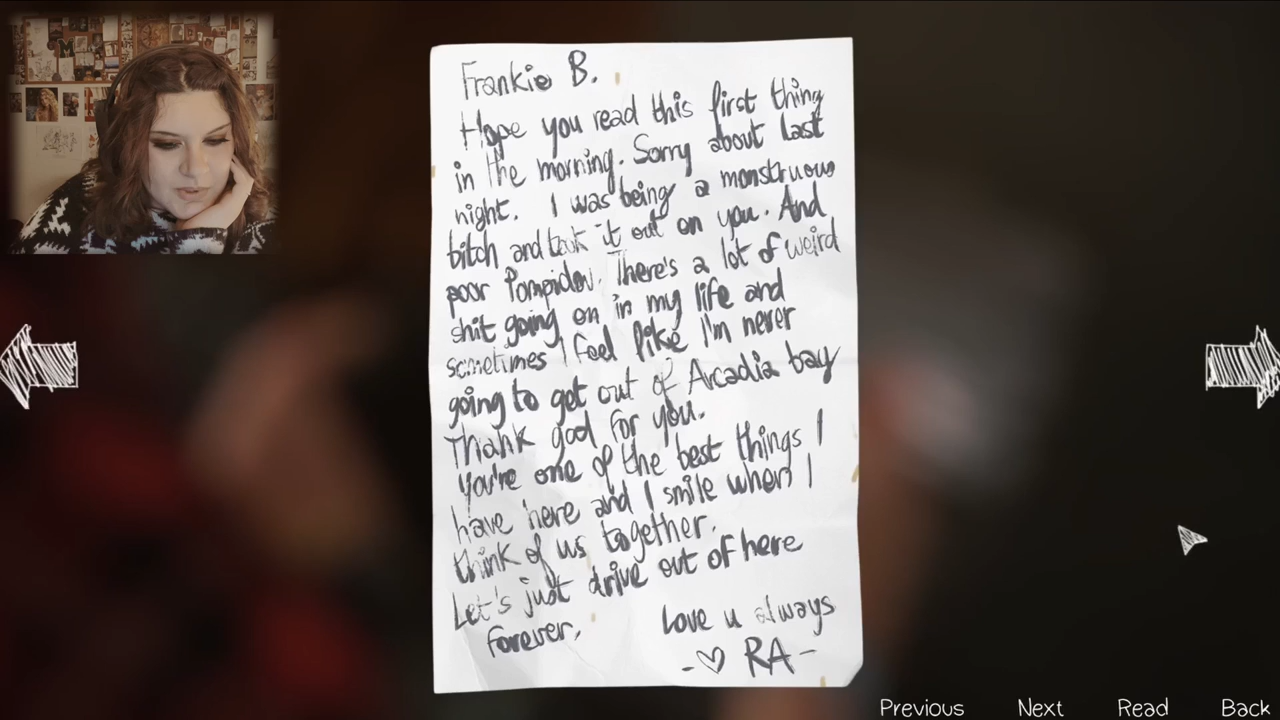 Frankie B.
Hope you read this first thing
in the morning. Sorry about last
night. I was being a monstruous
bitch and took it out on you. And
poor Pompidou. There's a lot of weird
shit going on in my life and
sometimes I feel like I'm never
going to get out of Arcadia bay
Thank god for you.
You're one of the best things I
have here and I smile when I
think of us together.
Let's just drive out of here
forever.
Love u always
-♡ RA-
Previous Next Read Back